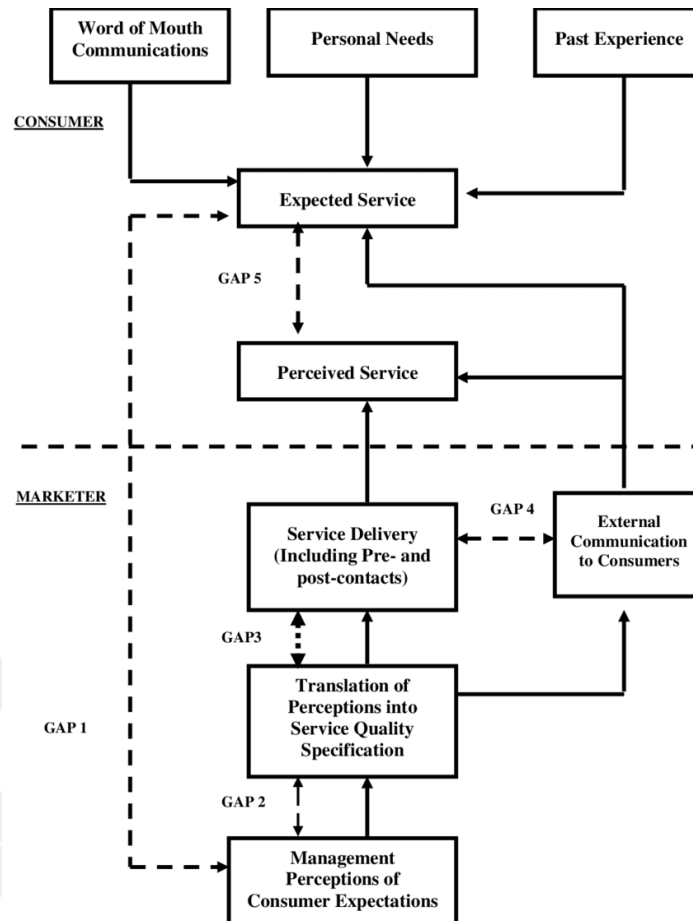 Word of Mouth
Communications
Personal Needs
Past Experience
CONSUMER
Expected Service
GAP 5
Perceived Service
MARKETER
Service Delivery
(Including Pre- and
post-contacts)
GAP 4
External
Communication
to Consumers
GAP3
Translation of
Perceptions into
Service Quality
Specification
GAP 1
GAP 2
Management
Perceptions of
Consumer Expectations